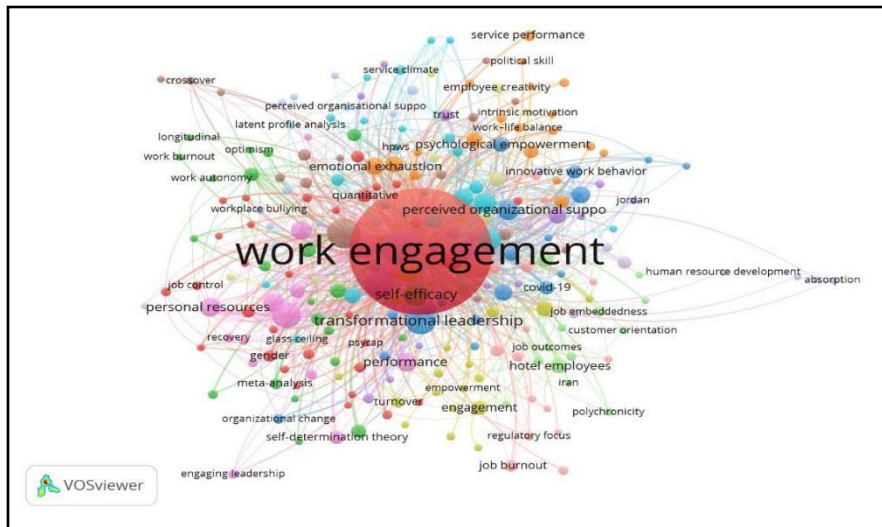 service performance
political skill
service climate
crossover
employee creativity
perceived organisational suppo
trust
intrinsic motivation
latent profile analysis
work-life balance
longitudinal
hpws
psychological empowerment
optimism
work burnout
emotional exhaustion
innovative work behavior
work autonomy
quantitative
jordan
workplace bullying
perceived organizational suppo
work engagement
human resource development
absorption
job control
covid-19
self-efficacy
personal resources
job embeddedness
transformational leadership
customer orientation
recovery
glass ceiling
psycap
job outcomes
gender
performance
hotel employees
meta-analysis
empowerment
iran
turnover
engagement
polychronicity
organizational change
self-determination theory
regulatory focus
job burnout
engaging leadership
VOSviewer